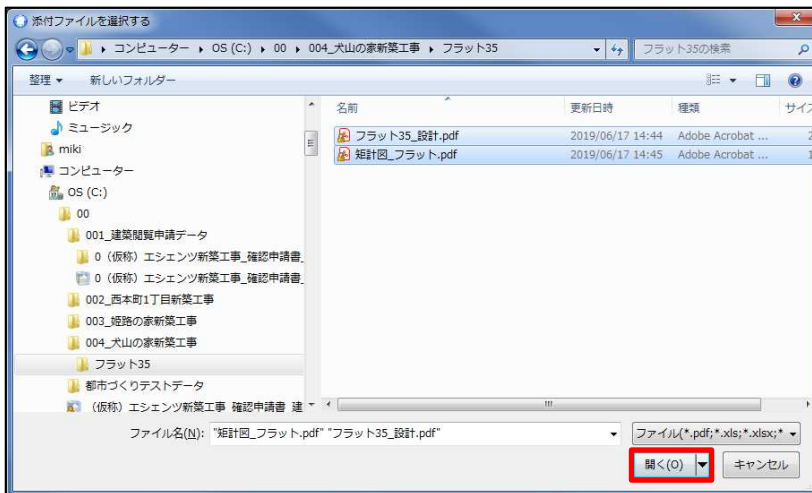 添付ファイルを選択する
コンピューター ▸ OS (C:) ▸ 00 ▸ 004_犬山の家新築工事 ▸ フラット35
フラット35の検索
整理 ▼ 新しいフォルダー
ビデオ
ミュージック
miki
コンピューター
OS (C:)
00
001_建築閲覧申請データ
0（仮称）エシェンツ新築工事_確認申請書_
0（仮称）エシェンツ新築工事_確認申請書_
002_西本町1丁目新築工事
003_姫路の家新築工事
004_犬山の家新築工事
フラット35
都市づくりテストデータ
（仮称）エシェンツ新築工事 確認申請書 建
名前 更新日時 種類 サイズ
フラット35_設計.pdf 2019/06/17 14:44 Adobe Acrobat ... 2
矩計図_フラット.pdf 2019/06/17 14:45 Adobe Acrobat ... 1
ファイル名(N): "矩計図_フラット.pdf" "フラット35_設計.pdf"
ファイル(*.pdf;*.xls;*.xlsx;*
開く(O) キャンセル